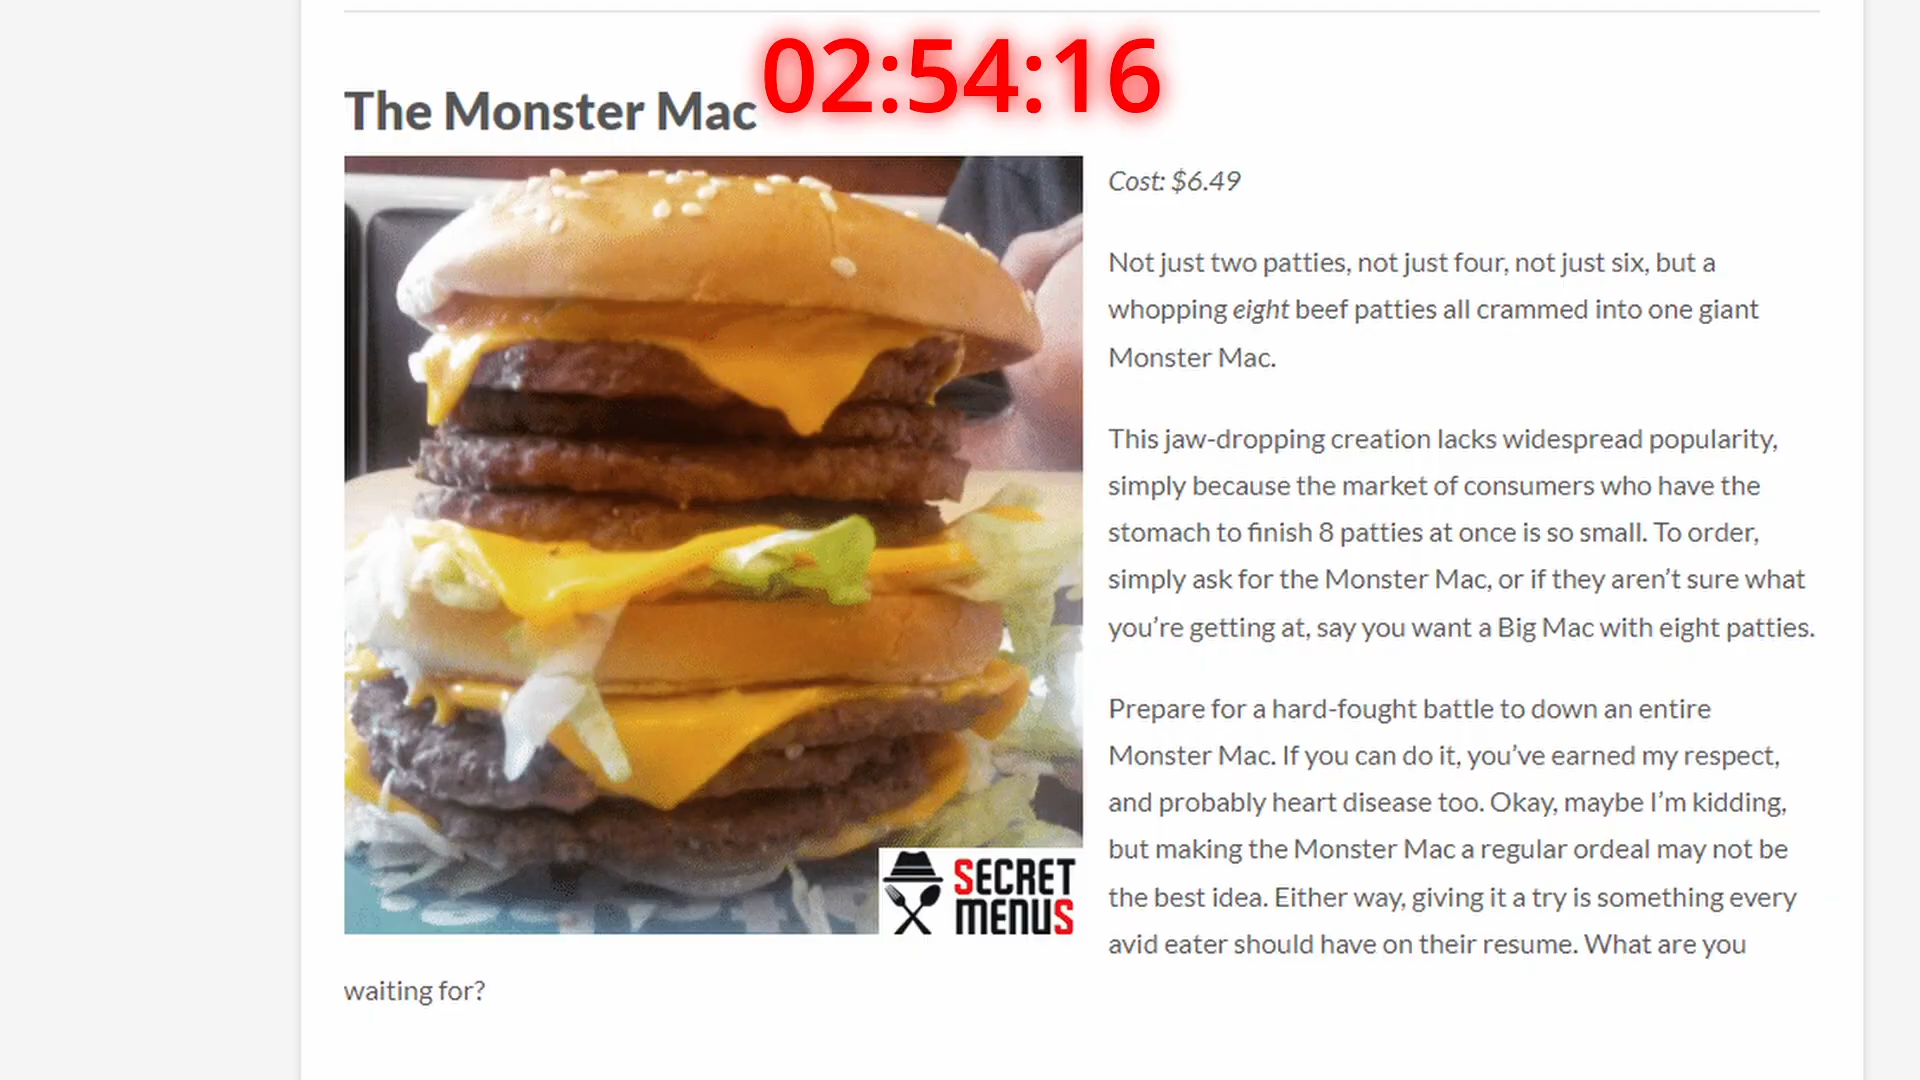 02:54:16
The Monster Mac
Cost: $6.49
Not just two patties, not just four, not just six, but a
whopping eight beef patties all crammed into one giant
Monster Mac.
This jaw-dropping creation lacks widespread popularity,
simply because the market of consumers who have the
stomach to finish 8 patties at once is so small. To order,
simply ask for the Monster Mac, or if they aren’t sure what
you’re getting at, say you want a Big Mac with eight patties.
Prepare for a hard-fought battle to down an entire
Monster Mac. If you can do it, you’ve earned my respect,
and probably heart disease too. Okay, maybe I’m kidding,
but making the Monster Mac a regular ordeal may not be
the best idea. Either way, giving it a try is something every
avid eater should have on their resume. What are you
waiting for?
SECRET
MENUS